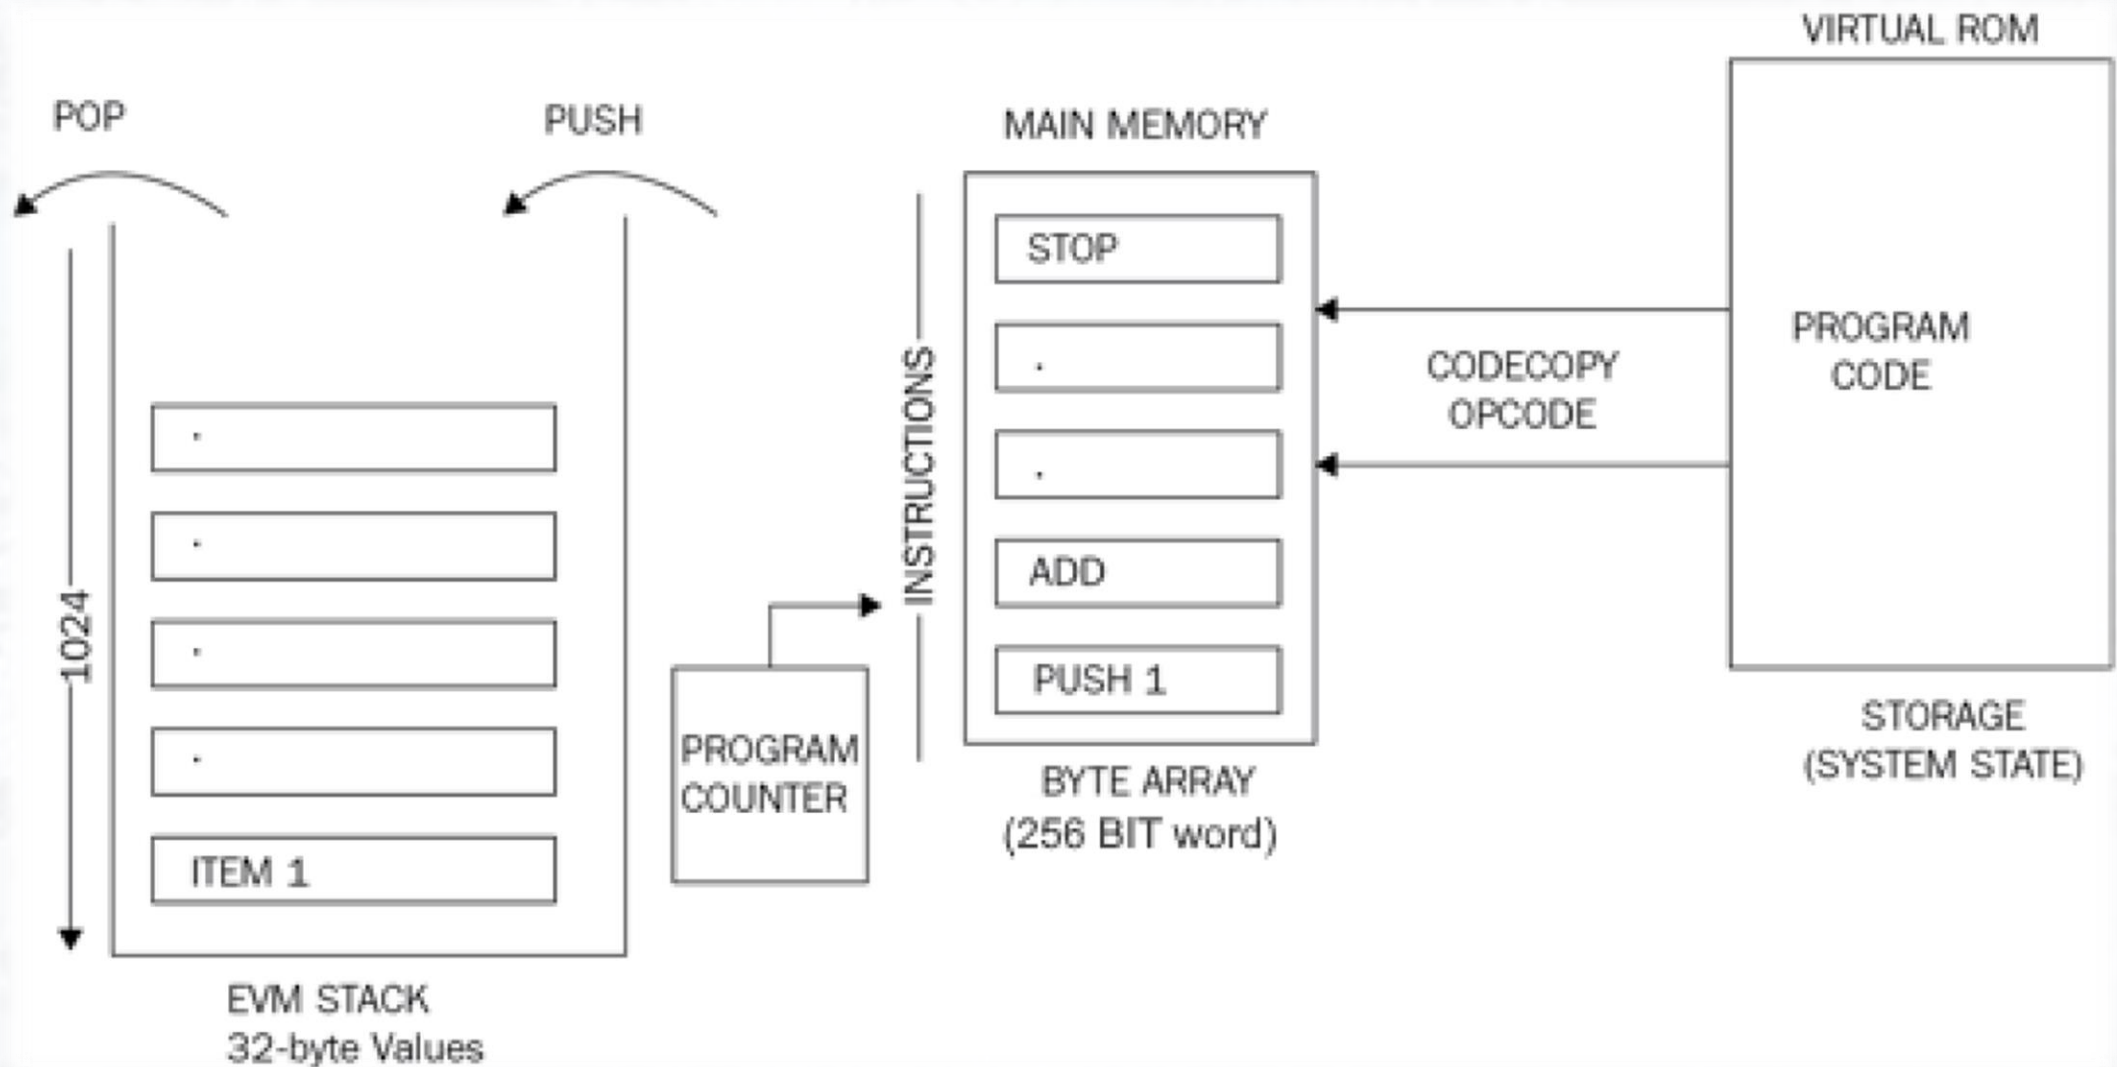 POP
PUSH
1024
.
.
.
.
ITEM 1
EVM STACK
32-byte Values
PROGRAM
COUNTER
INSTRUCTIONS
MAIN MEMORY
STOP
.
.
ADD
PUSH 1
BYTE ARRAY
(256 BIT word)
CODECOPY
OPCODE
VIRTUAL ROM
PROGRAM
CODE
STORAGE
(SYSTEM STATE)